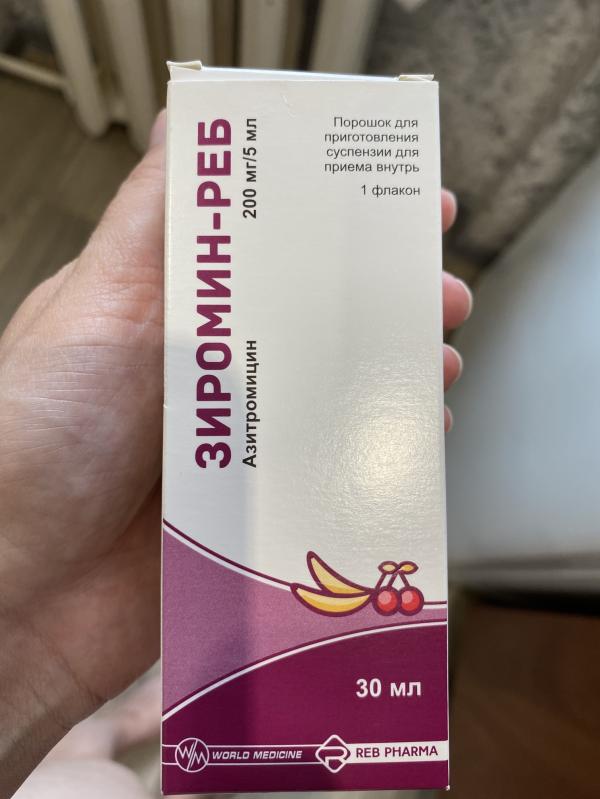 ЗИРОМИН-РЕБ
Азитромицин
200 мг/5 мл
Порошок для
приготовления
суспензии для
приема внутрь
1 флакон
30 мл
WM WORLD MEDICINE
REB PHARMA